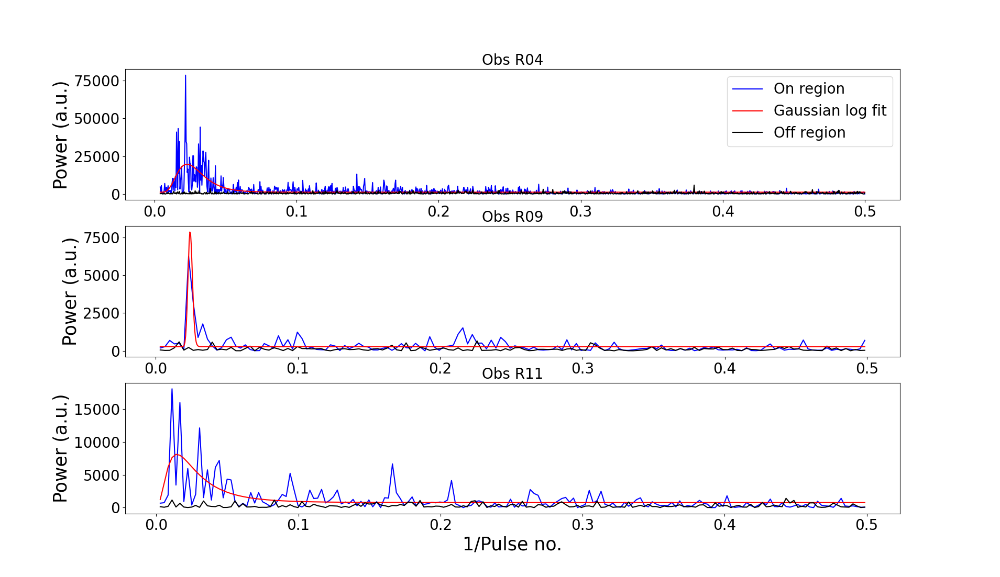 Obs R04
Power (a.u.)
75000
50000
25000
0
On region
Gaussian log fit
Off region
0.0 0.1 0.2 0.3 0.4 0.5
Obs R09
Power (a.u.)
7500
5000
2500
0
0.0 0.1 0.2 0.3 0.4 0.5
Obs R11
Power (a.u.)
15000
10000
5000
0
0.0 0.1 0.2 0.3 0.4 0.5
1/Pulse no.